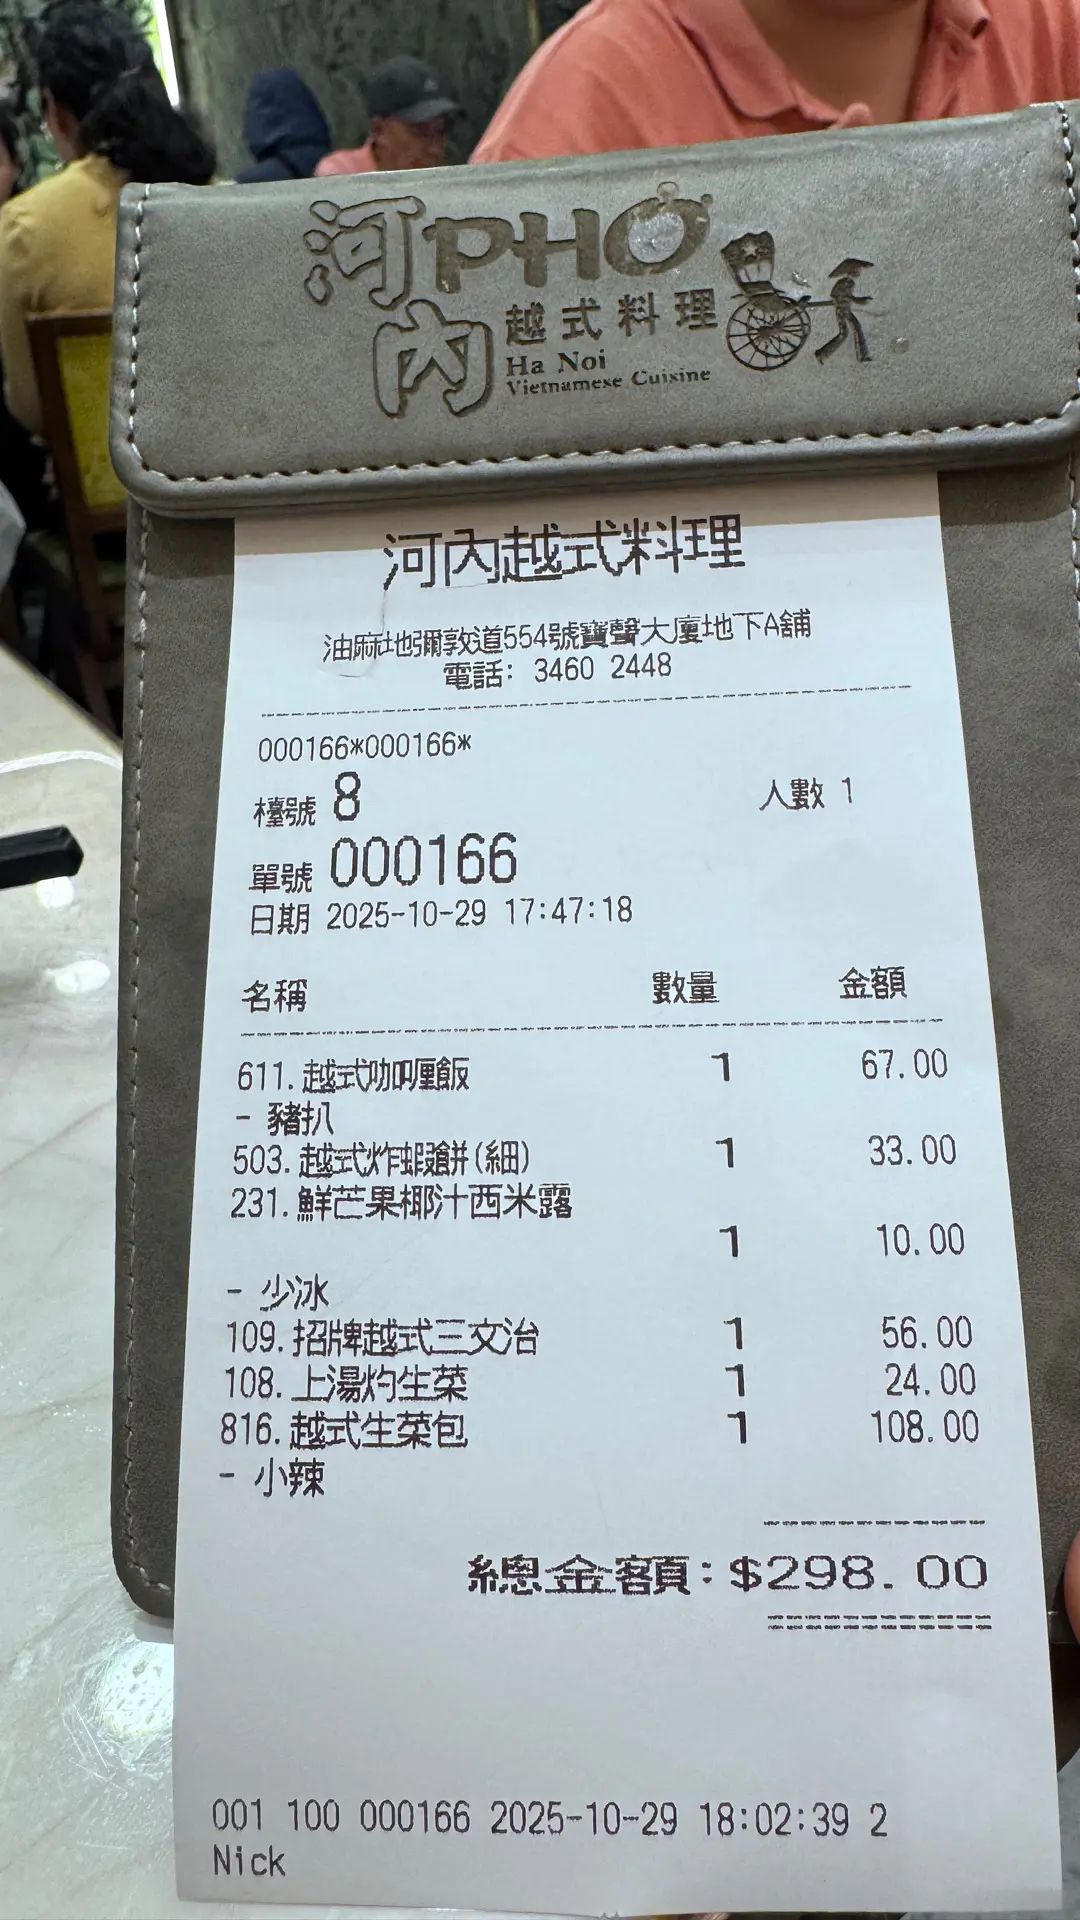 河內 PHỞ
越式料理
Ha Noi
Vietnamese Cuisine
河內越式料理
油麻地彌敦道554號寶聲大廈地下A舖
電話: 3460 2448
000166*000166*
檯號 8 人數 1
單號 000166
日期 2025-10-29 17:47:18
名稱 數量 金額
611.越式咖喱飯 1 67.00
- 豬扒
503.越式炸蝦餅(細) 1 33.00
231.鮮芒果椰汁西米露
1 10.00
- 少冰
109.招牌越式三文治 1 56.00
108.上湯灼生菜 1 24.00
816.越式生菜包 1 108.00
- 小辣
總金額:$298.00
001 100 000166 2025-10-29 18:02:39 2
Nick